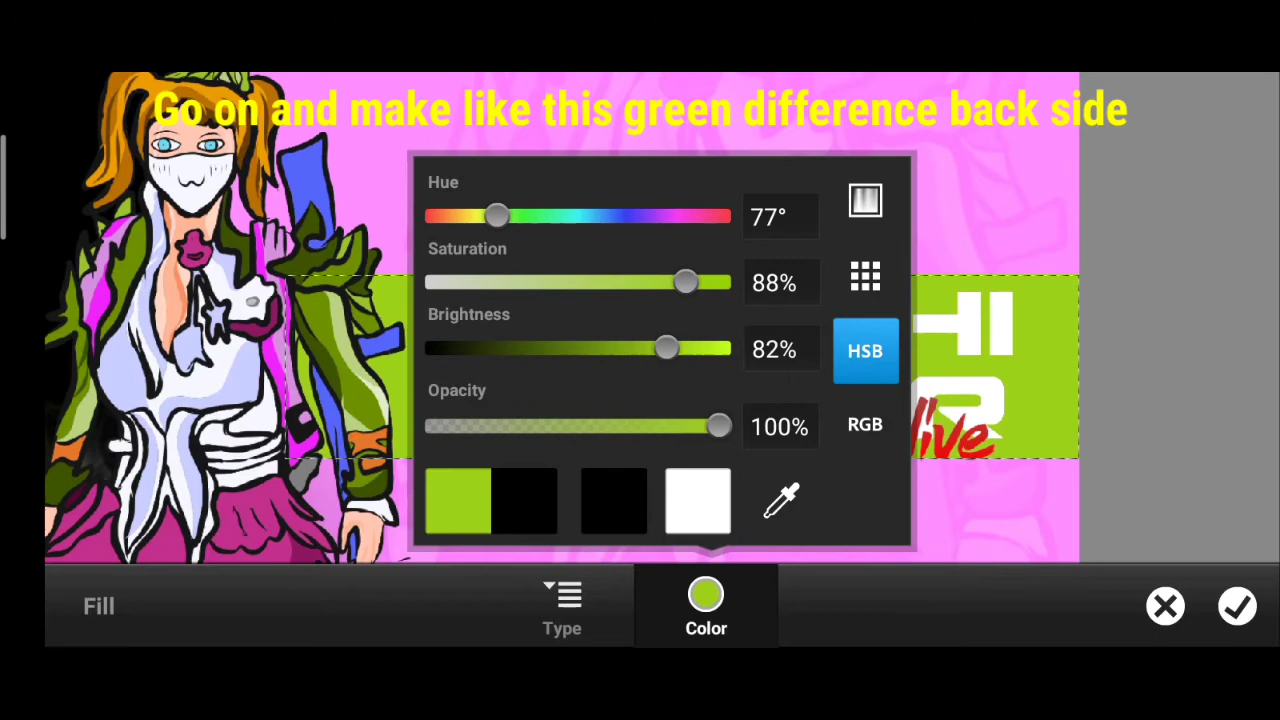 Go on and make like this green difference back side
Hue
77°
Saturation
88%
Brightness
82%
HSB
Opacity
100%
RGB
HI
R
live
Fill
Type
Color